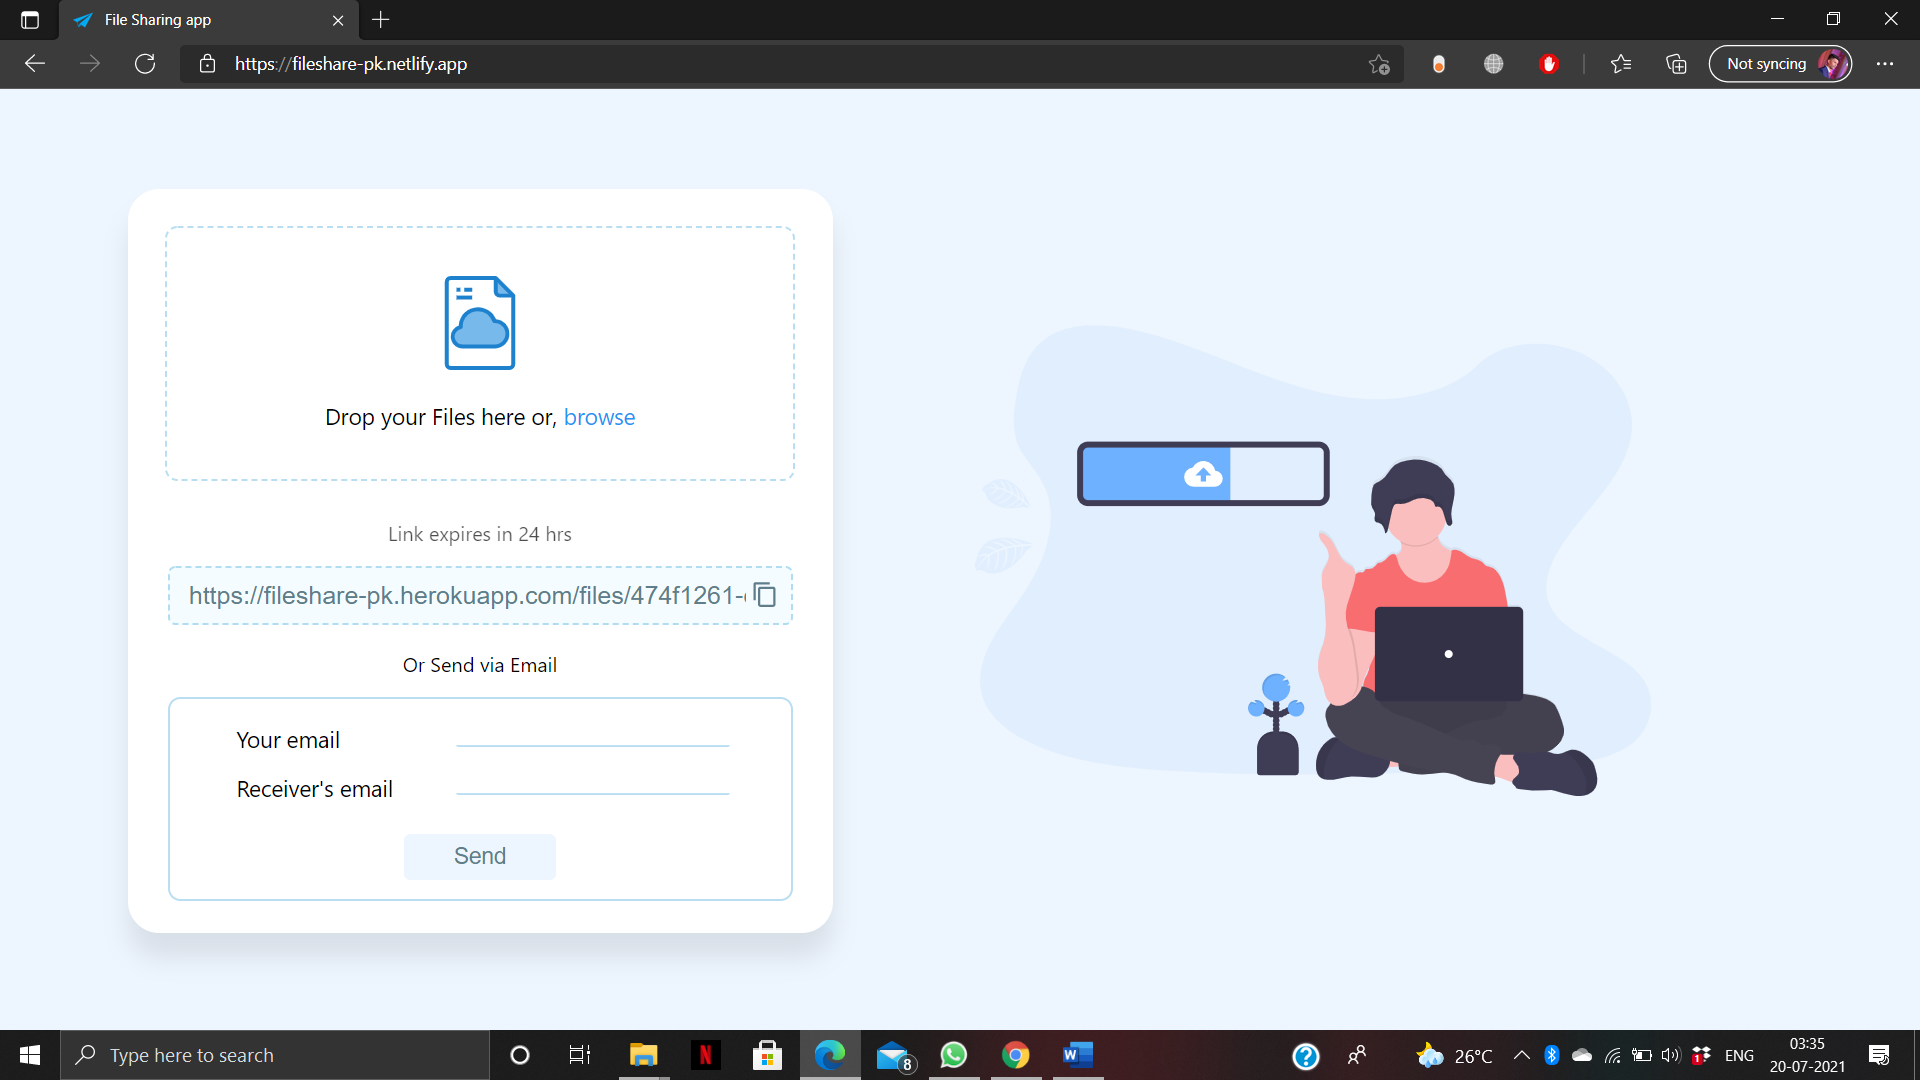 File Sharing app
https://fileshare-pk.netlify.app
Not syncing
Drop your Files here or, browse
Link expires in 24 hrs
https://fileshare-pk.herokuapp.com/files/474f1261-
Or Send via Email
Your email
Receiver's email
Send
Type here to search
N
8
W
?
26°C
1
ENG
03:35
20-07-2021